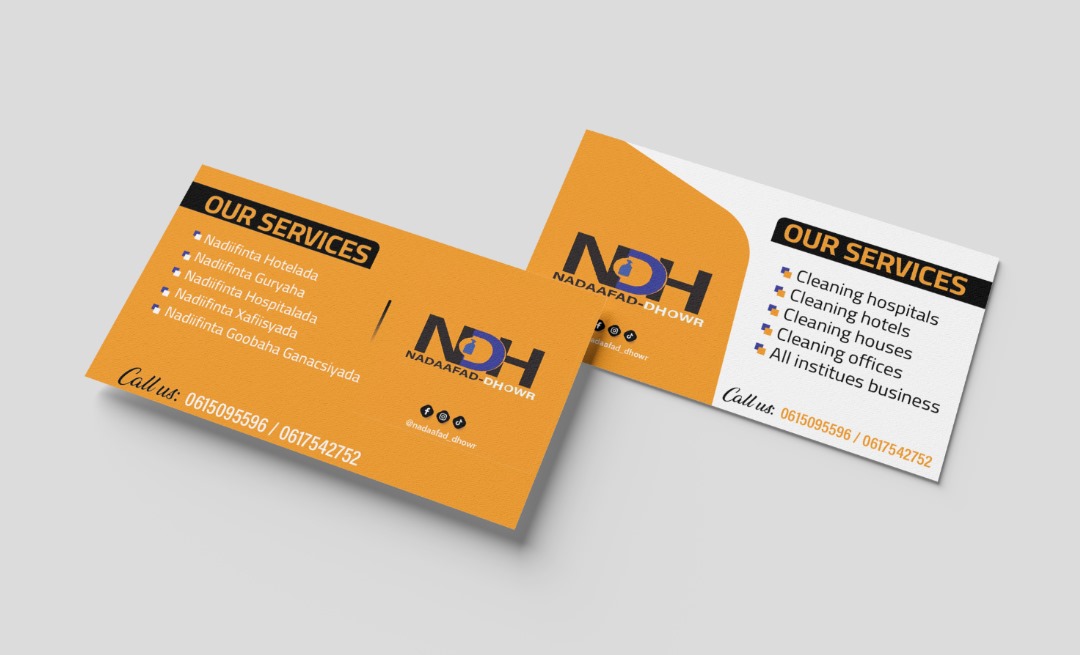 OUR SERVICES
Nadiifinta Hotelada
Nadiifinta Guryaha
Nadiifinta Hospitalada
Nadiifinta Xafiisyada
Nadiifinta Goobaha Ganacsiyada
Call us: 0615095596 / 0617542752
NDH
NADAAFAD-DHOWR
@nadaafad_dhowr
NDH
NADAAFAD-DHOWR
adaafad_dhowr
OUR SERVICES
Cleaning hospitals
Cleaning hotels
Cleaning houses
Cleaning offices
All institues business
Call us: 0615095596 / 0617542752